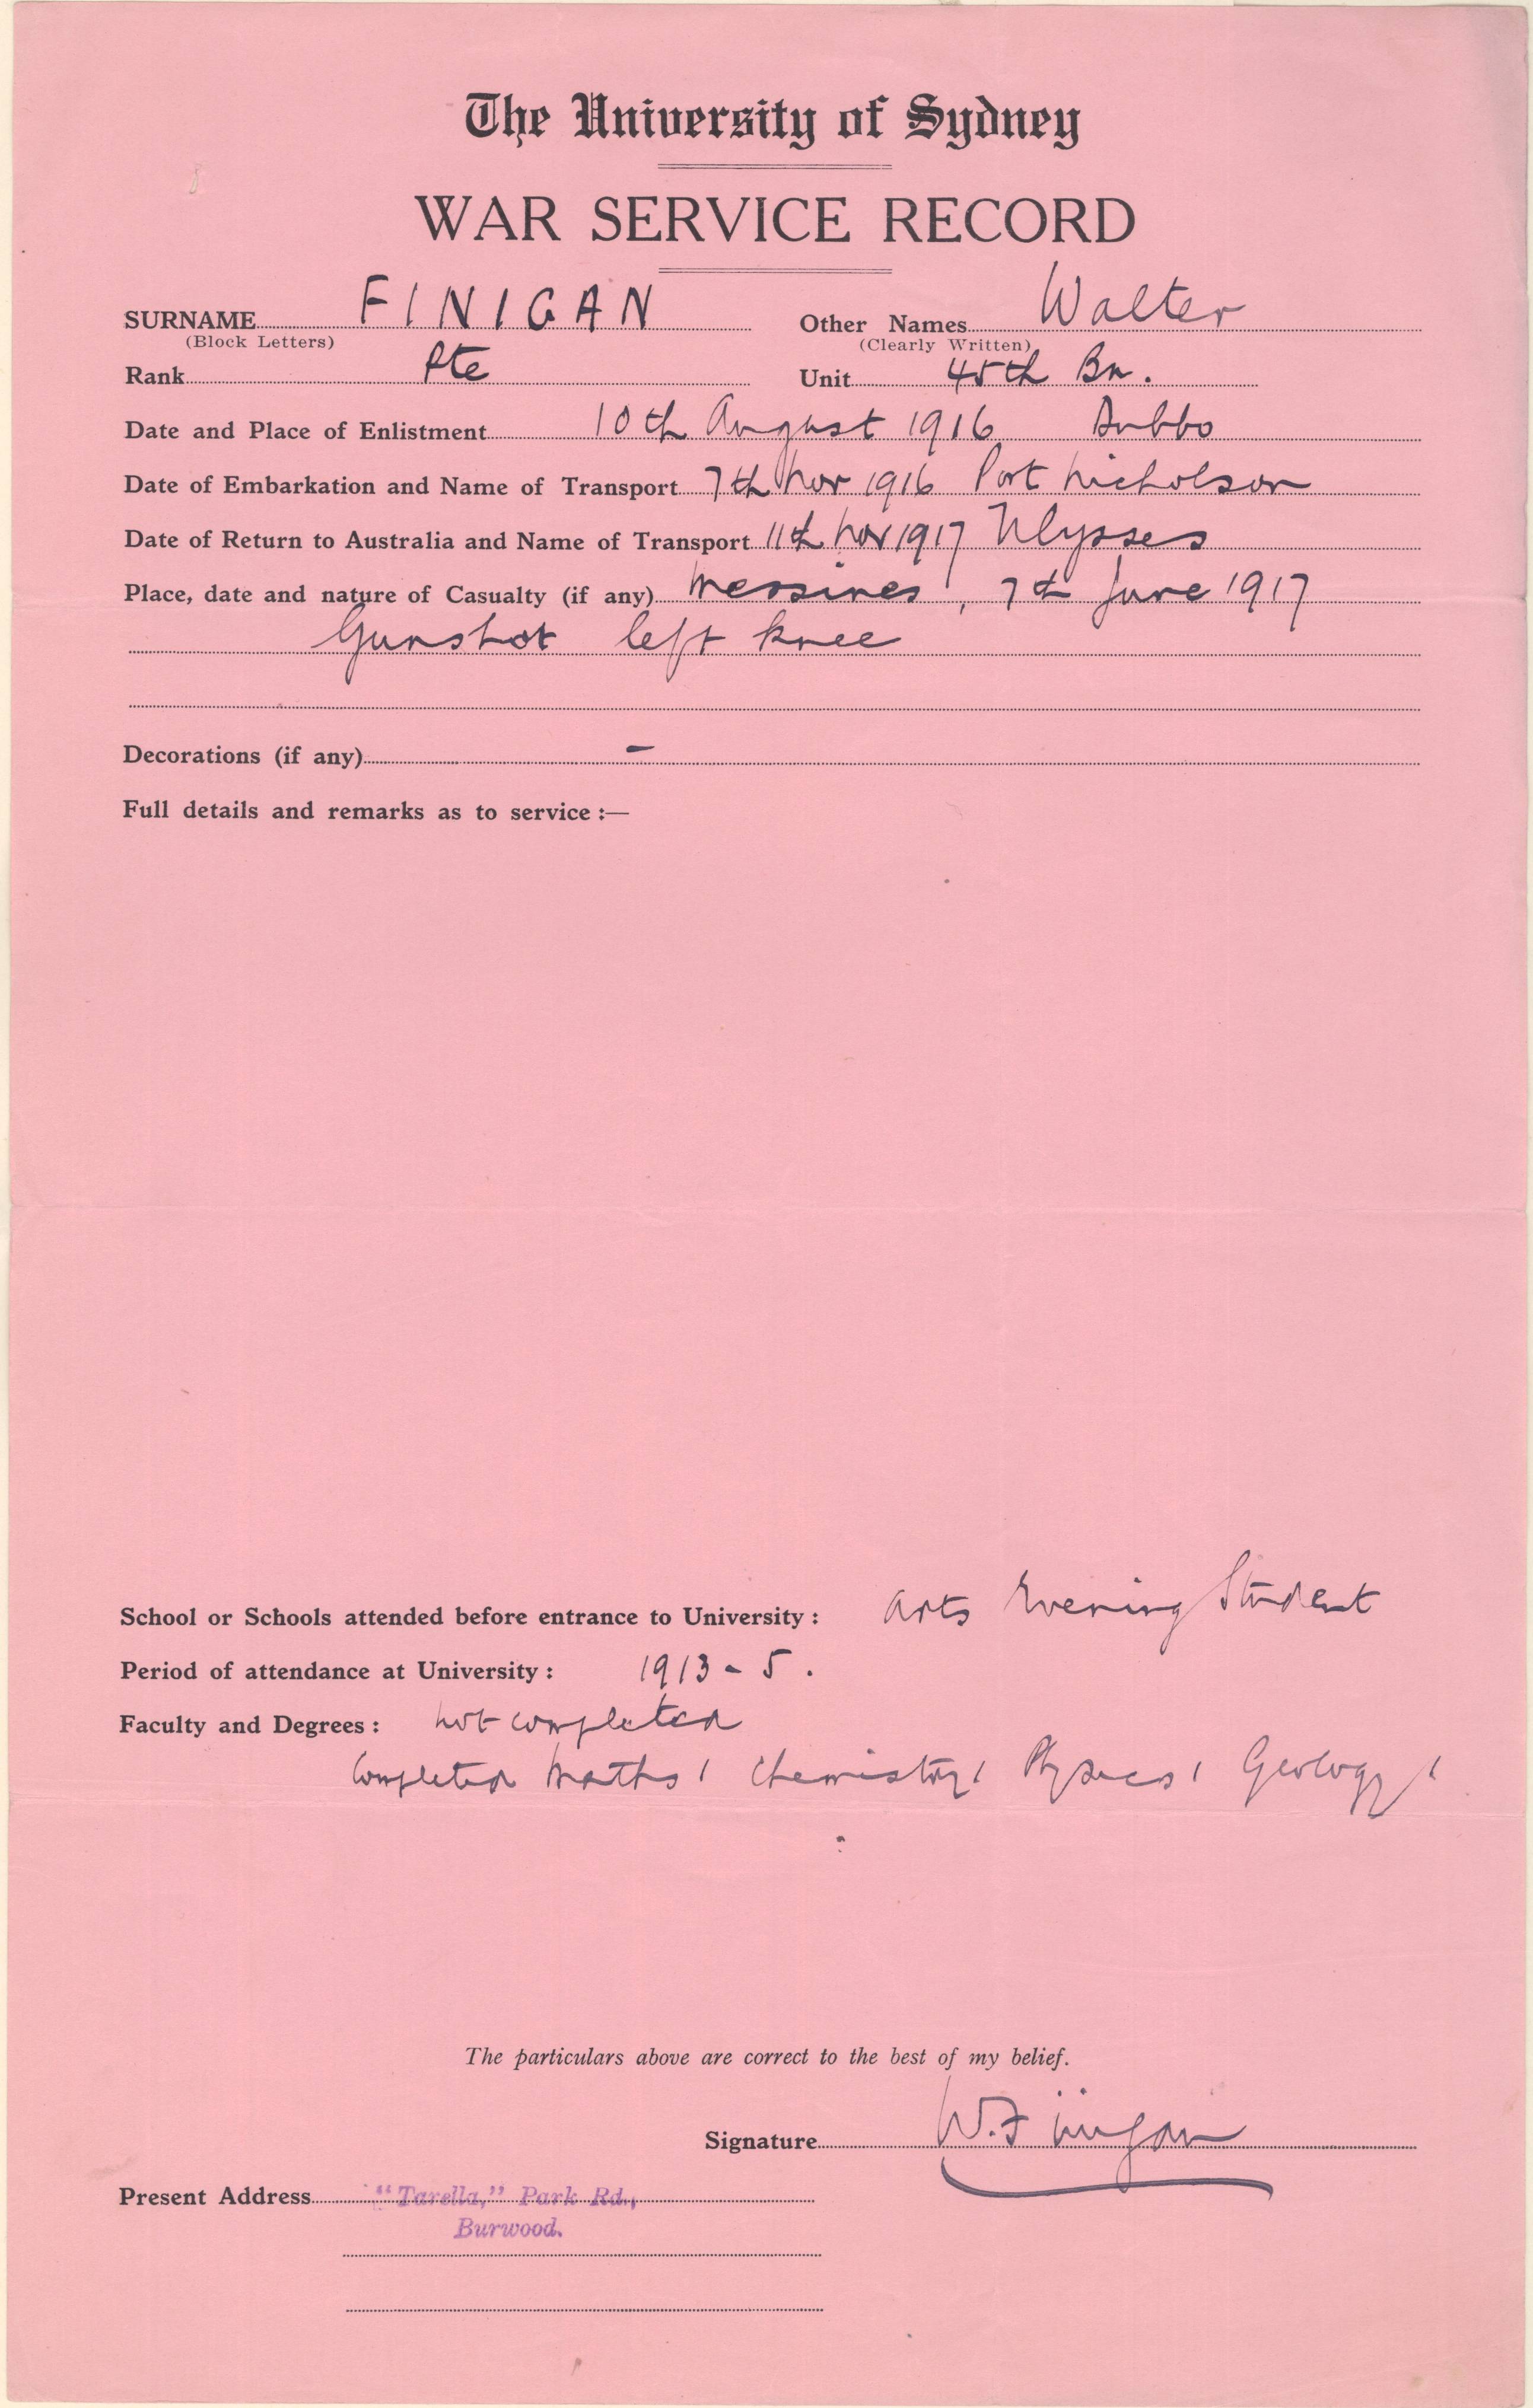 The University of Sydney
WAR SERVICE RECORD
SURNAME FINIGAN Other Names Walter
(Block Letters) (Clearly Written)
Rank Pte Unit 45th Bn.
Date and Place of Enlistment 10th August 1916 Dubbo
Date of Embarkation and Name of Transport 7th Nov 1916 Port Nicholson
Date of Return to Australia and Name of Transport 11th Nov 1917 Ulysses
Place, date and nature of Casualty (if any) Messines, 7th June 1917
Gunshot left knee
Decorations (if any) -
Full details and remarks as to service :—
School or Schools attended before entrance to University : Arts Evening Student
Period of attendance at University : 1913 - 5.
Faculty and Degrees : Not completed
Completed Maths I Chemistry I Physics I Geology I
The particulars above are correct to the best of my belief.
Signature W. Finigan
Present Address "Tarella," Park Rd.,
Burwood.